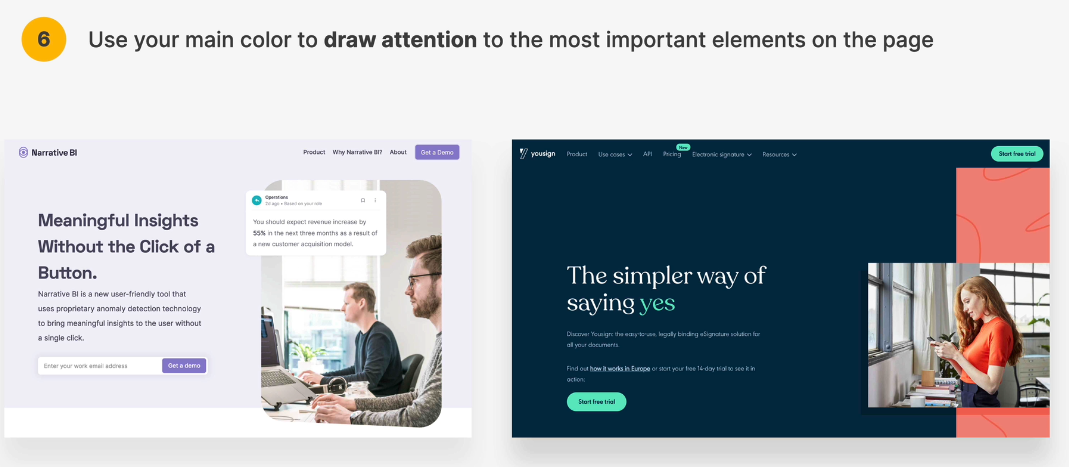 6
Use your main color to draw attention to the most important elements on the page
Narrative BI
Product Why Narrative BI? About Get a Demo
Operations
2d ago • Based on your role
You should expect revenue increase by
55% in the next three months as a result of
a new customer acquisition model.
Meaningful Insights
Without the Click of a
Button.
Narrative BI is a new user-friendly tool that
uses proprietary anomaly detection technology
to bring meaningful insights to the user without
a single click.
Enter your work email address Get a demo
yousign Product Use cases API Pricing New Electronic signature Resources Start free trial
The simpler way of
saying yes
Discover Yousign: the easy-to-use, legally binding eSignature solution for
all your documents.
Find out how it works in Europe or start your free 14-day trial to see it in
action:
Start free trial